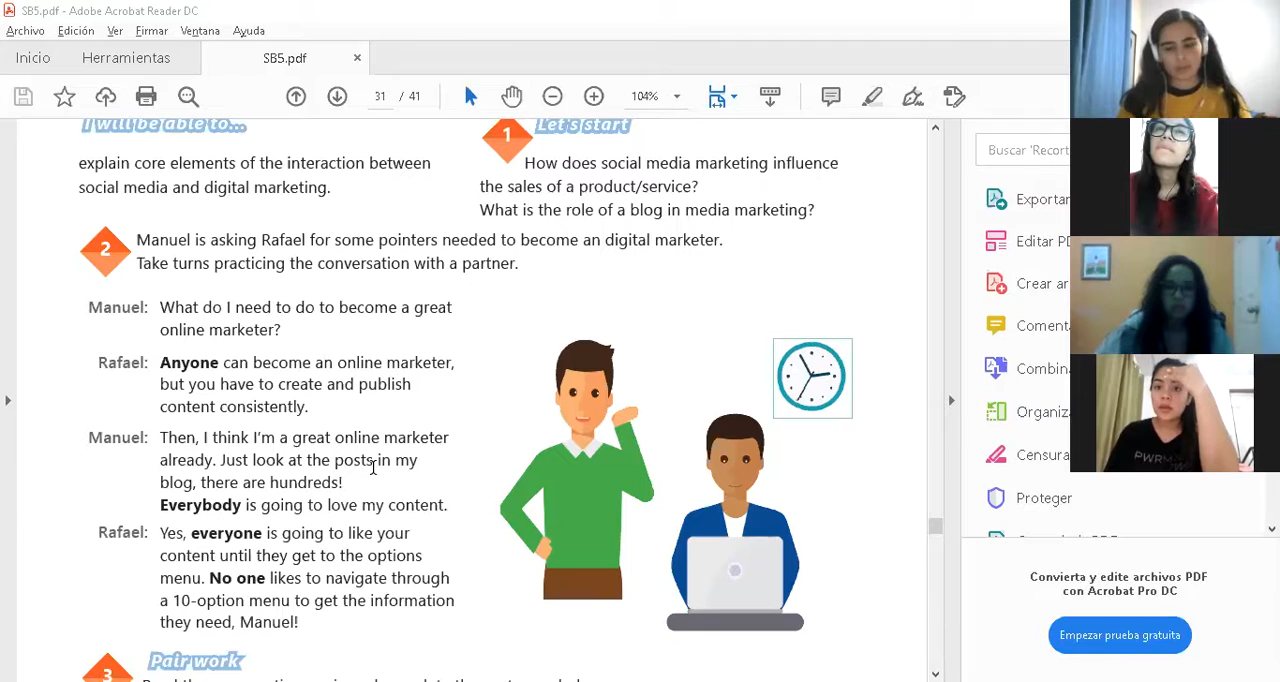 SB5.pdf - Adobe Acrobat Reader DC
Archivo Edición Ver Firmar Ventana Ayuda
Inicio Herramientas SB5.pdf ×
31 / 41 104%
I will be able to...
explain core elements of the interction between
social media and digital marketing.
1 Let's start
How does social media marketing influence
the sales of a product/service?
What is the role of a blog in media marketing?
2 Manuel is asking Rafael for some pointers needed to become an digital marketer.
Take turns practicing the conversation with a partner.
Manuel: What do I need to do to become a great
online marketer?
Rafael: Anyone can become an online marketer,
but you have to create and publish
content consistently.
Manuel: Then, I think I'm a great online marketer
already. Just look at the posts in my
blog, there are hundreds!
Everybody is going to love my content.
Rafael: Yes, everyone is going to like your
content until they get to the options
menu. No one likes to navigate through
a 10-option menu to get the information
they need, Manuel!
3 Pair work
Buscar 'Recort
Exportar
Editar PD
Crear ar
Coment
Combin
Organiz
Censura
Proteger
Convierta y edite archivos PDF
con Acrobat Pro DC
Empezar prueba gratuita
PWRM